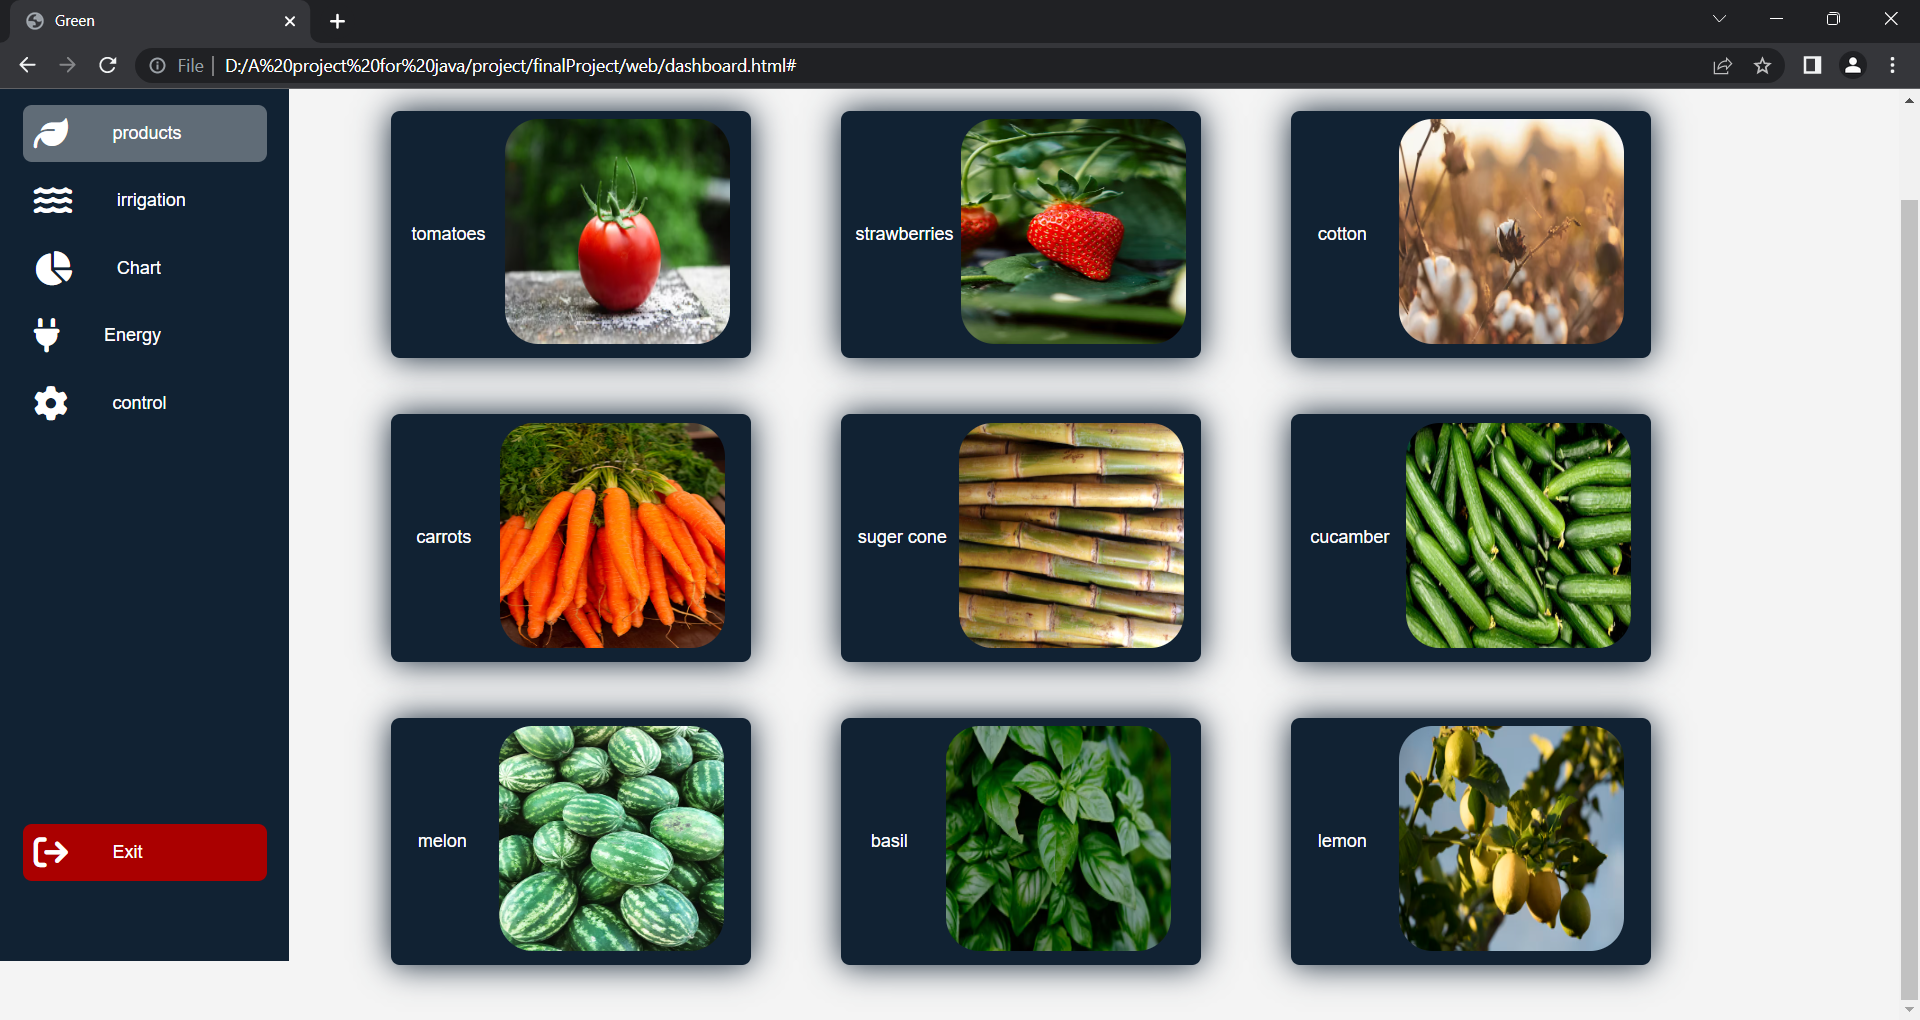 Green
File
D:/A%20project%20for%20java/project/finalProject/web/dashboard.html#
products
irrigation
Chart
Energy
control
Exit
tomatoes
strawberries
cotton
carrots
suger cone
cucamber
melon
basil
lemon